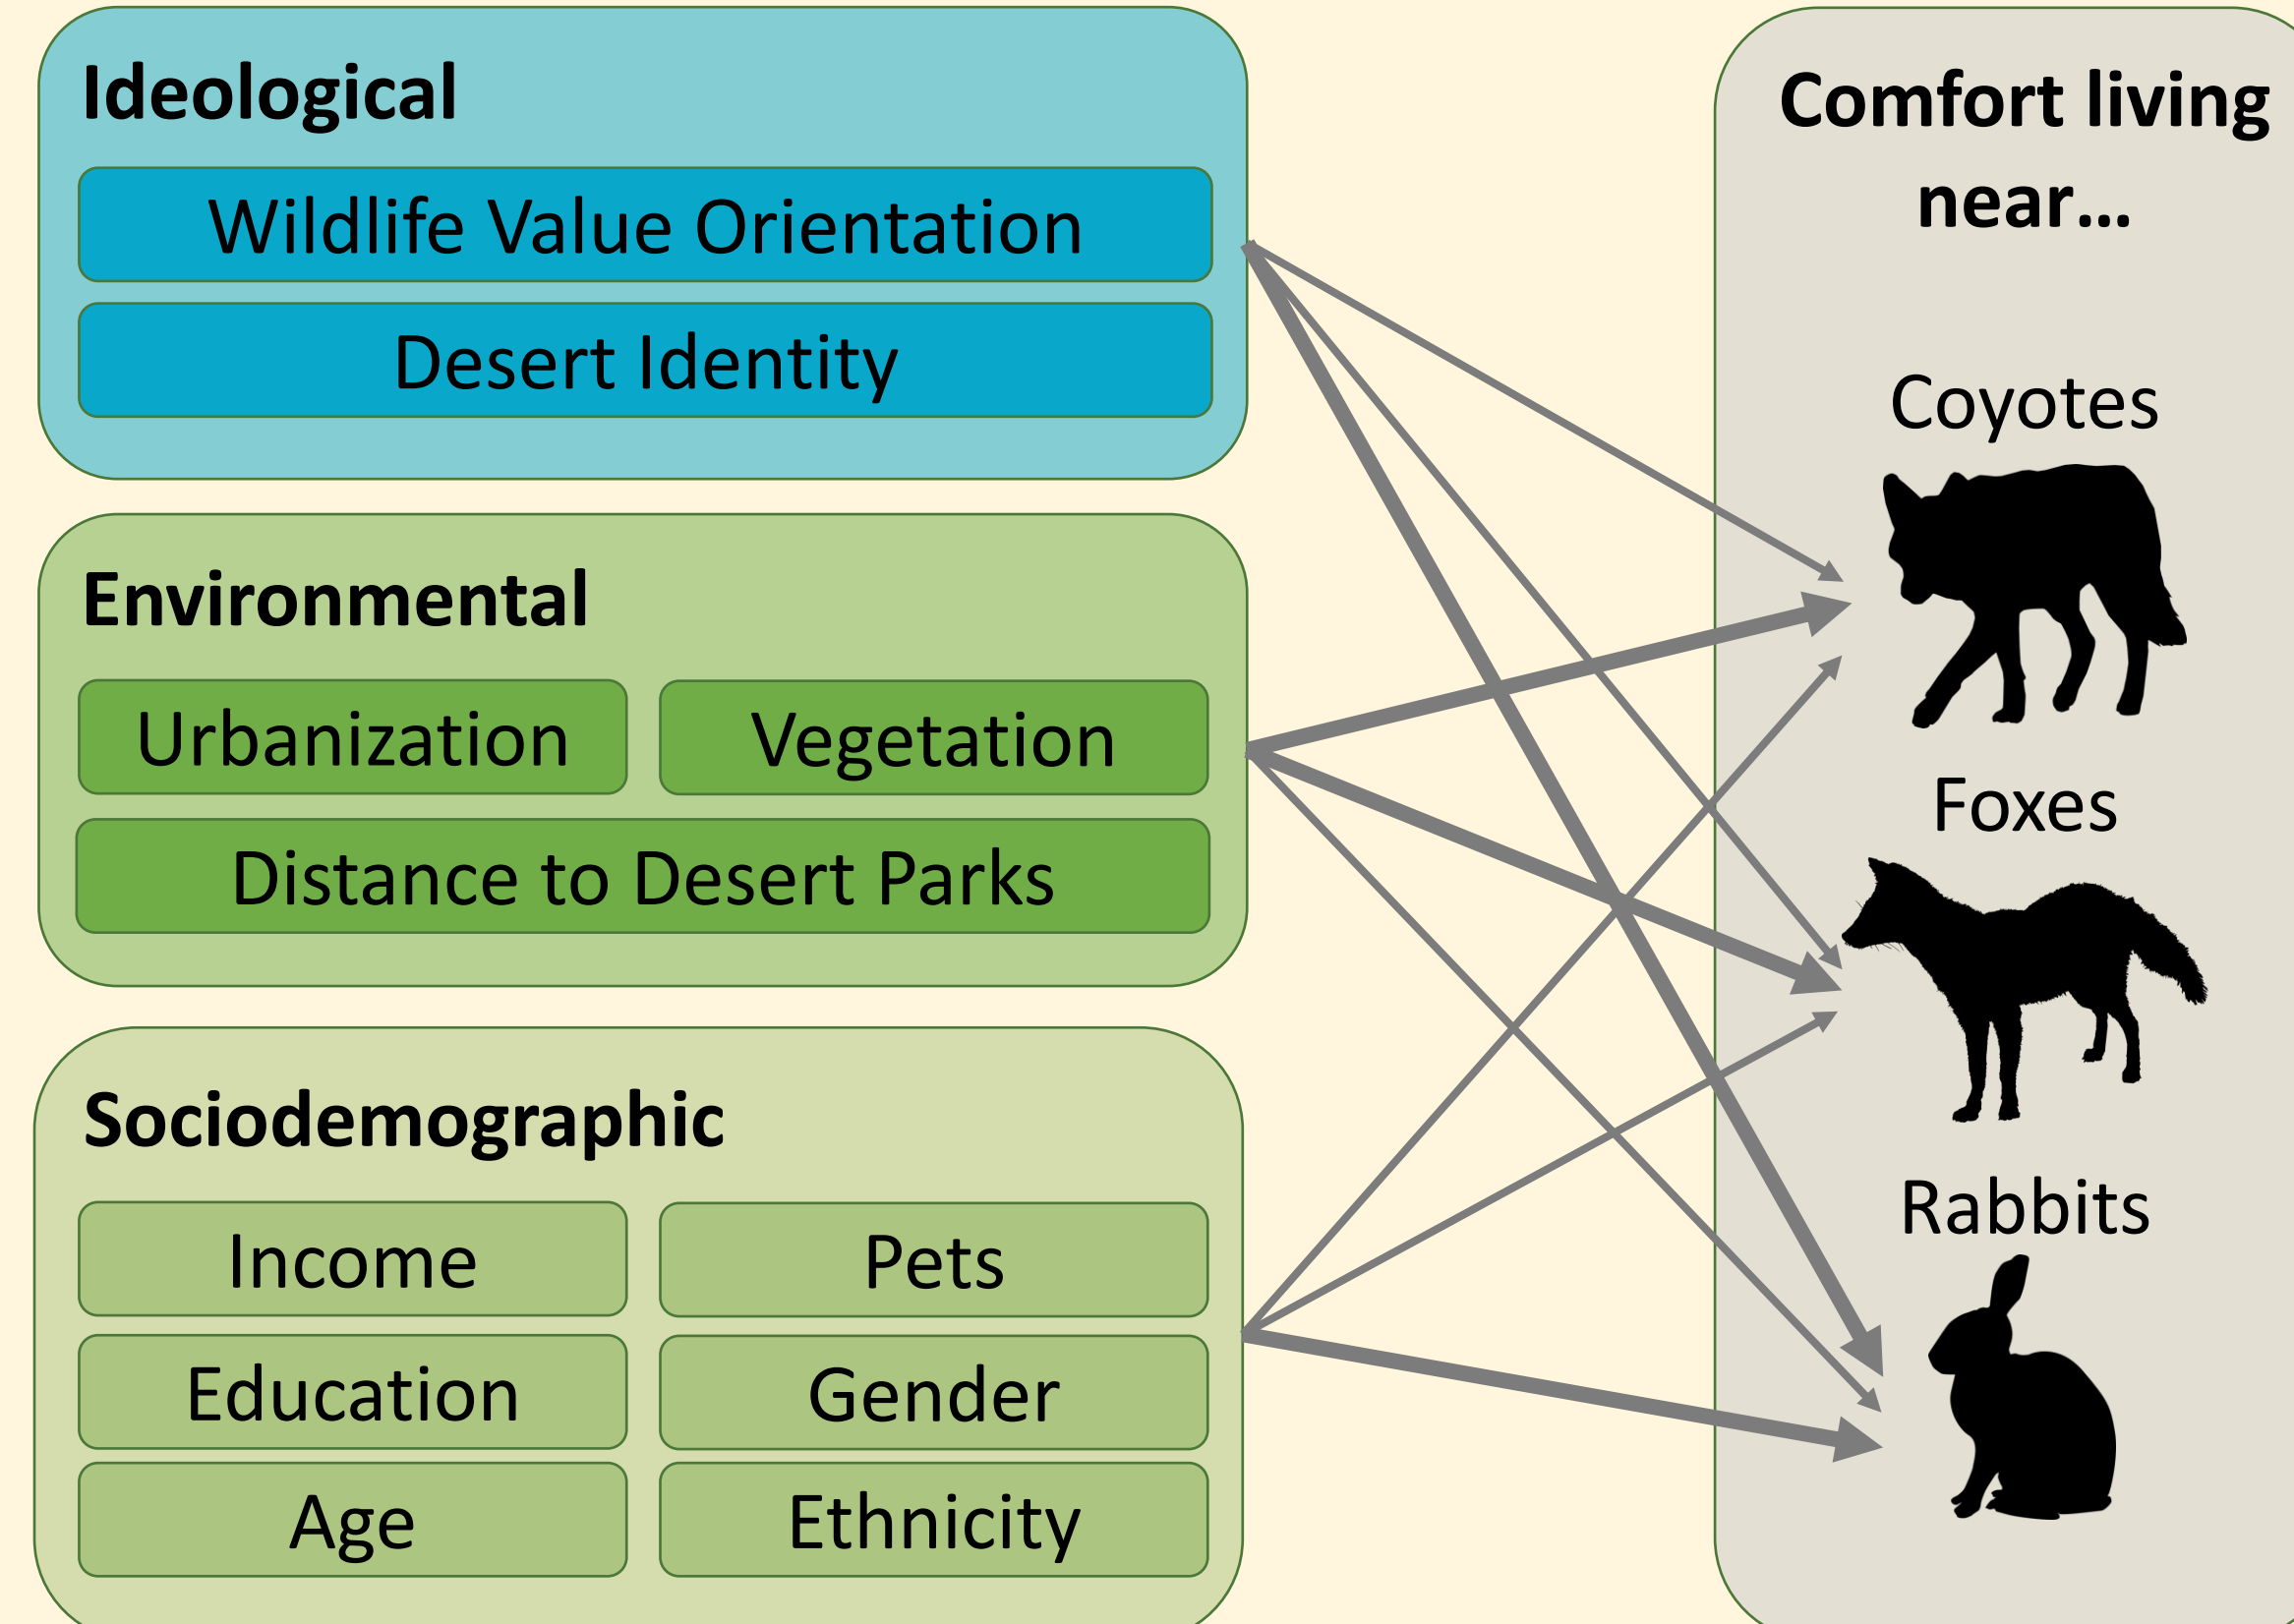 Ideological
Wildlife Value Orientation
Desert Identity
Environmental
Urbanization
Vegetation
Distance to Desert Parks
Sociodemographic
Income
Pets
Education
Gender
Age
Ethnicity
Comfort living
near...
Coyotes
Foxes
Rabbits